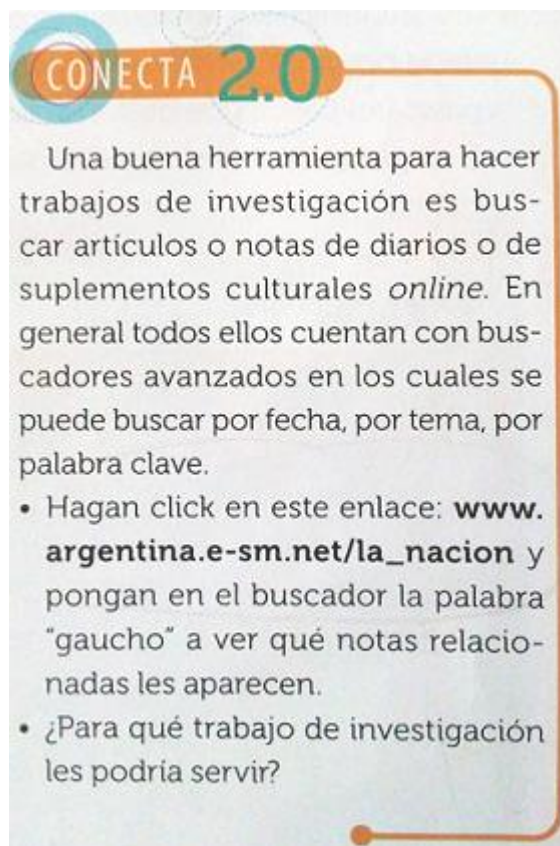 CONECTA 2.0
Una buena herramienta para hacer
trabajos de investigación es bus-
car artículos o notas de diarios o de
suplementos culturales online. En
general todos ellos cuentan con bus-
cadores avanzados en los cuales se
puede buscar por fecha, por tema, por
palabra clave.
• Hagan click en este enlace: www.
argentina.e-sm.net/la_nacion y
pongan en el buscador la palabra
"gaucho" a ver qué notas relacio-
nadas les aparecen.
• ¿Para qué trabajo de investigación
les podría servir?